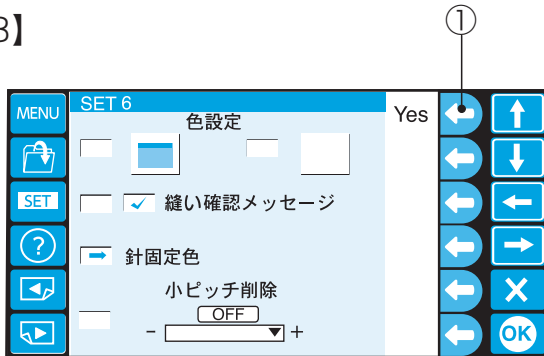 3】
①
MENU
SET 6
Yes
色設定
SET
✓ 縫い確認メッセージ
?
針固定色
小ピッチ削除
OFF
- +
OK